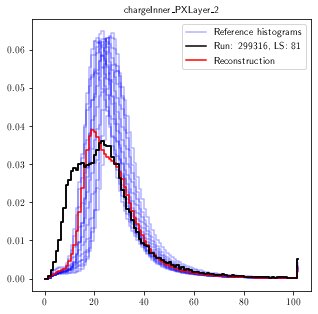 chargeInner_PXLayer_2
Reference histograms
Run: 299316, LS: 81
Reconstruction
0.06
0.05
0.04
0.03
0.02
0.01
0.00
0 20 40 60 80 100